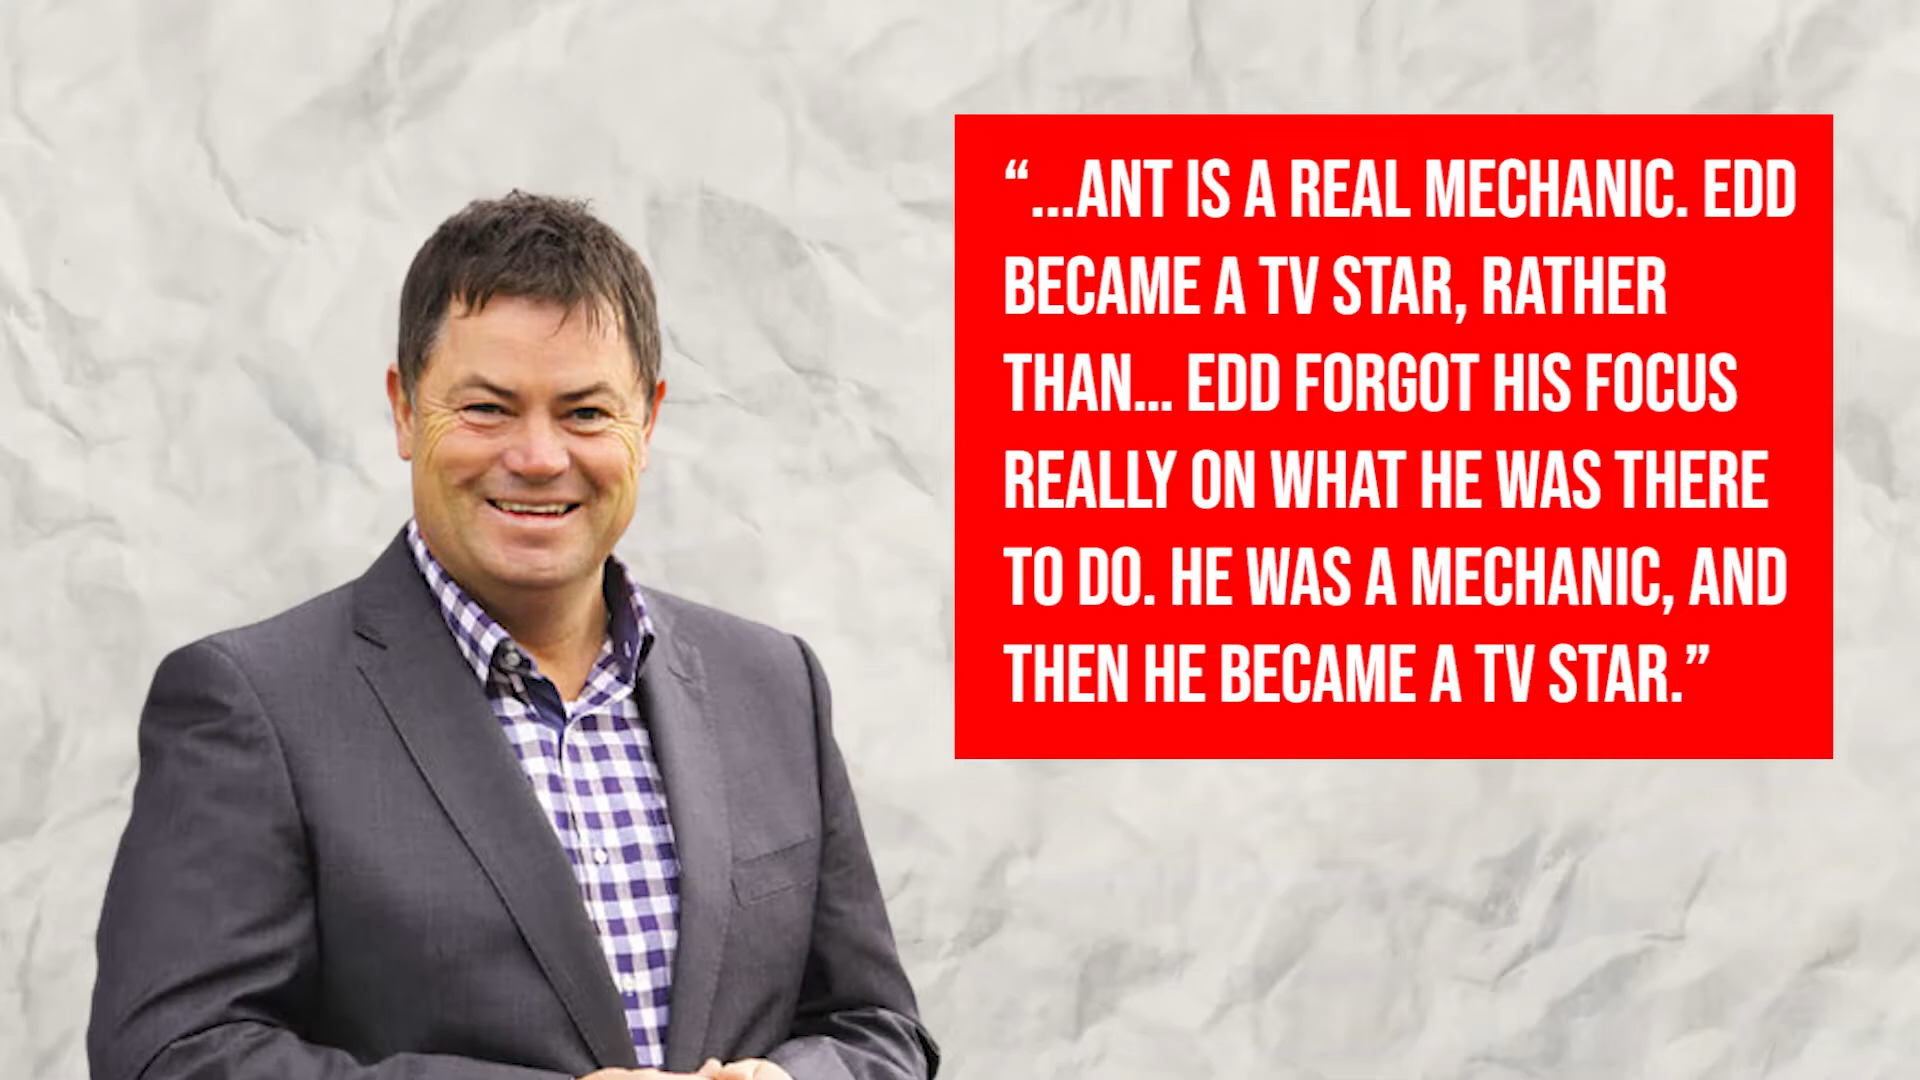 “ ...ANT IS A REAL MECHANIC. EDD
BECAME A TV STAR, RATHER
THAN... EDD FORGOT HIS FOCUS
REALLY ON WHAT HE WAS THERE
TO DO. HE WAS A MECHANIC, AND
THEN HE BECAME A TV STAR.”